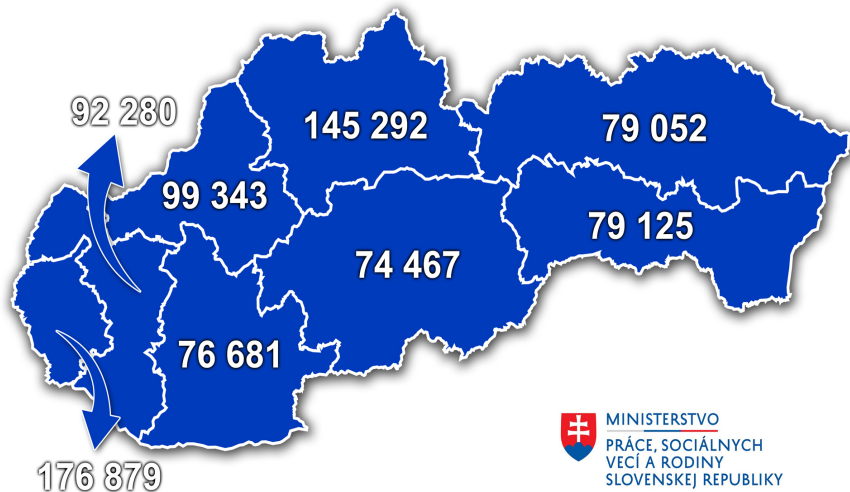 92 280
145 292
79 052
99 343
79 125
74 467
76 681
176 879
MINISTERSTVO
PRÁCE, SOCIÁLNYCH
VECÍ A RODINY
SLOVENSKEJ REPUBLIKY